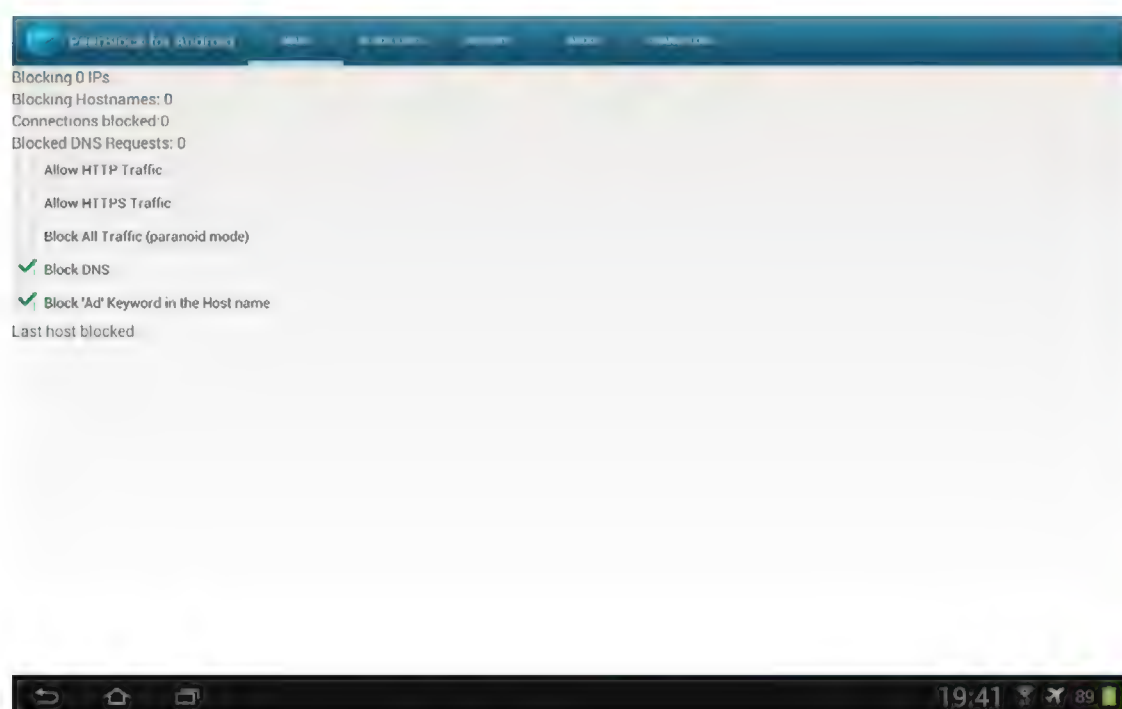 PeerBlock for Android MAIN
Blocking 0 IPs
Blocking Hostnames: 0
Connections blocked:0
Blocked DNS Requests: 0
Allow HTTP Traffic
Allow HTTPS Traffic
Block All Traffic (paranoid mode)
Block DNS
Block 'Ad' Keyword in the Host name
Last host blocked
19:41 89